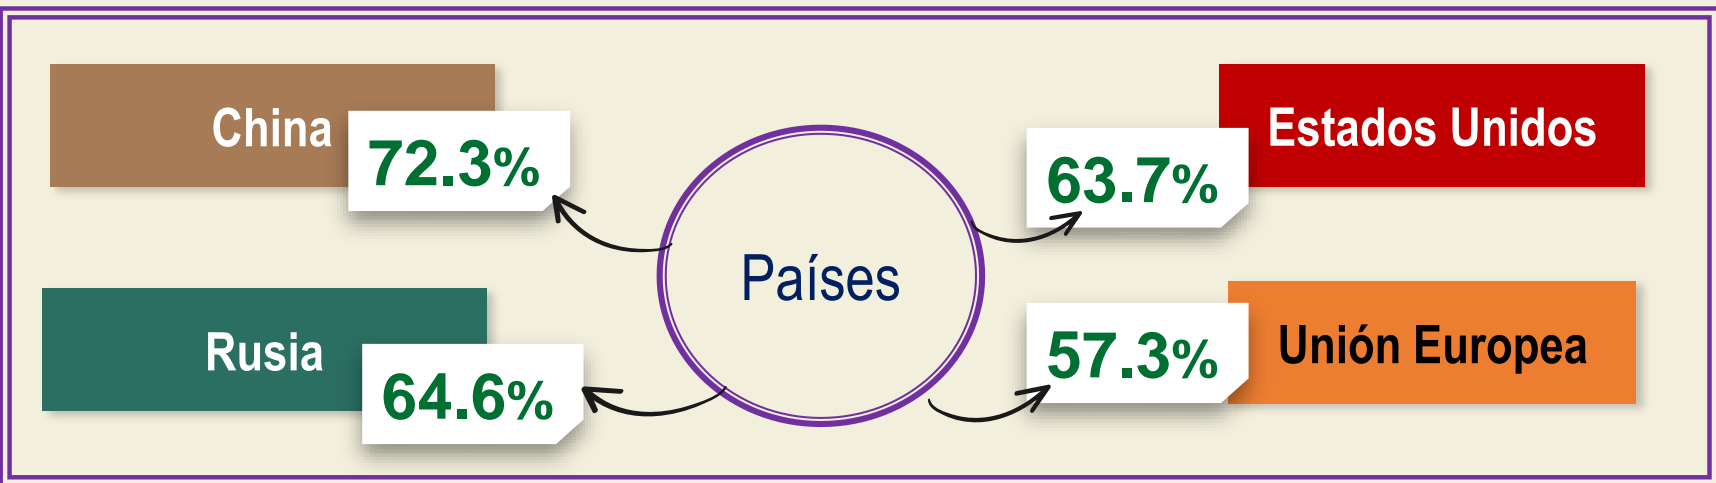 China
72.3%
Estados Unidos
63.7%
Países
Rusia
64.6%
Unión Europea
57.3%